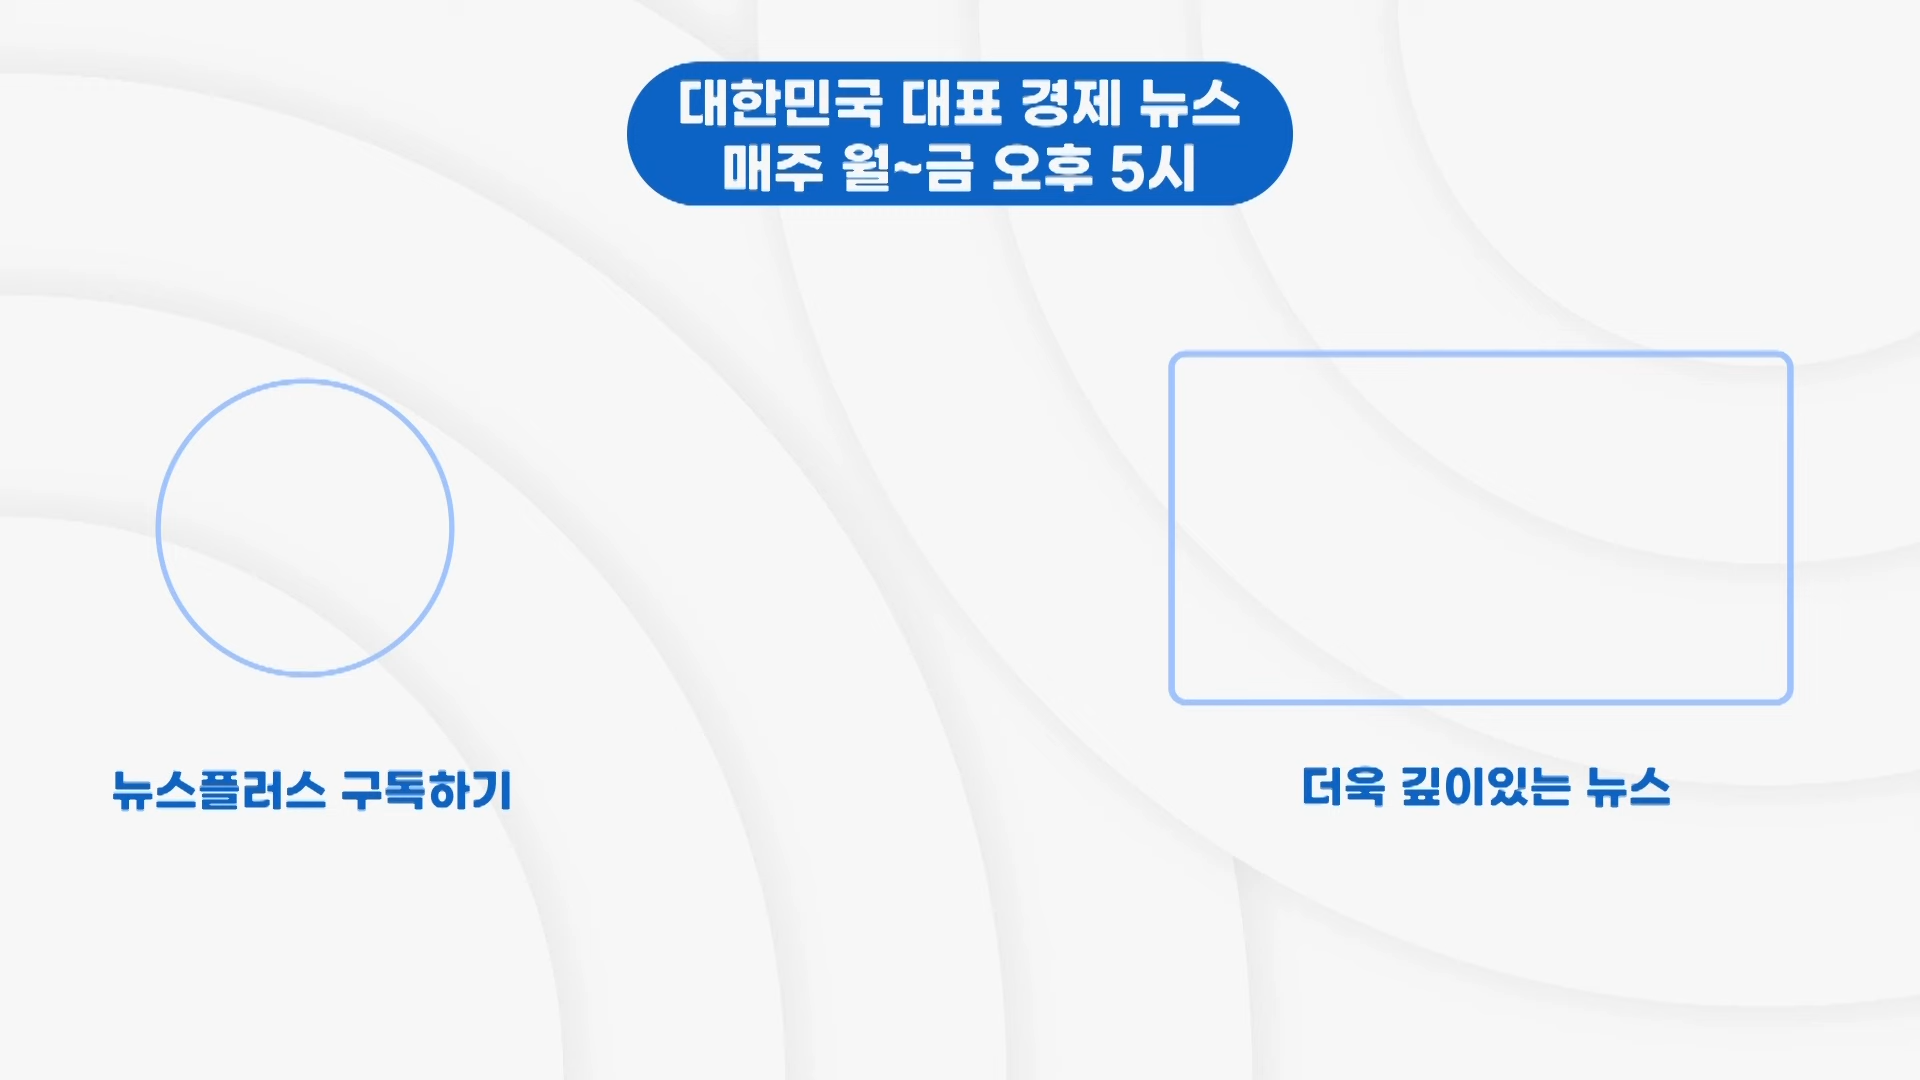 대한민국 대표 경제 뉴스
매주 월~금 오후 5시
뉴스플러스 구독하기
더욱 깊이있는 뉴스